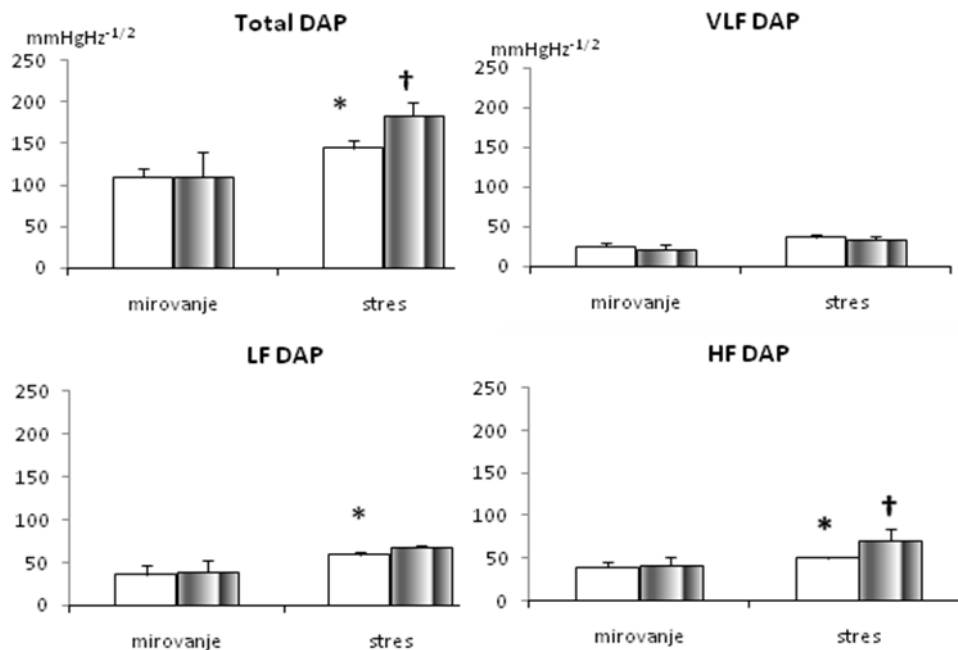 Total DAP
mmHgHz-1/2
250
200
150
100
50
0
*
†
mirovanje
stres
VLF DAP
mmHgHz-1/2
250
200
150
100
50
0
mirovanje
stres
LF DAP
250
200
150
100
50
0
*
mirovanje
stres
HF DAP
250
200
150
100
50
0
*
†
mirovanje
stres